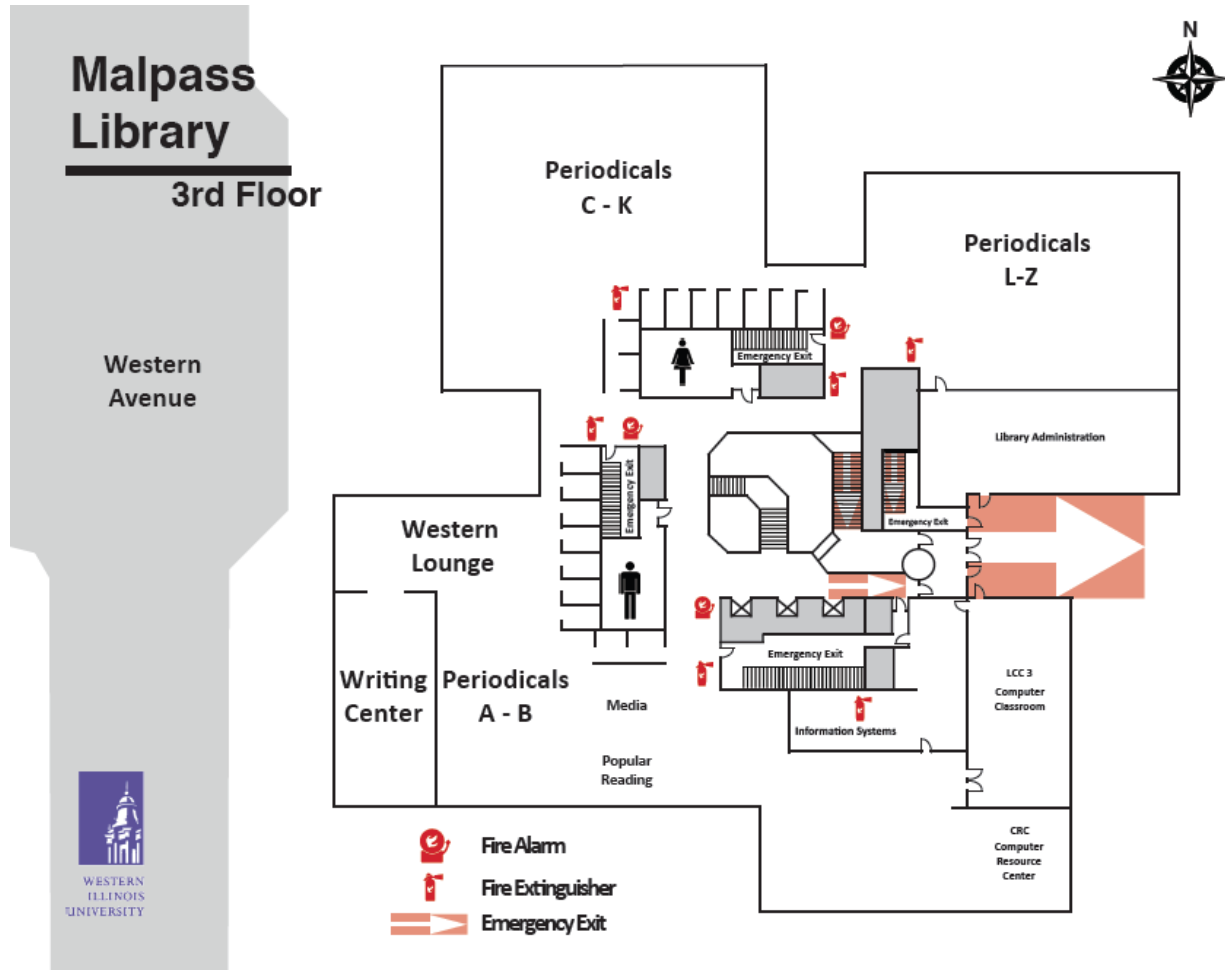 Malpass
Library
3rd Floor
N
Western
Avenue
Periodicals
C - K
Periodicals
L-Z
Emergency Exit
Library Administration
Emergency Exit
Emergency Exit
Western
Lounge
Emergency Exit
Writing
Center
Periodicals
A - B
Media
Popular
Reading
Information Systems
LCC 3
Computer
Classroom
CRC
Computer
Resource
Center
WESTERN
ILLINOIS
UNIVERSITY
Fire Alarm
Fire Extinguisher
Emergency Exit